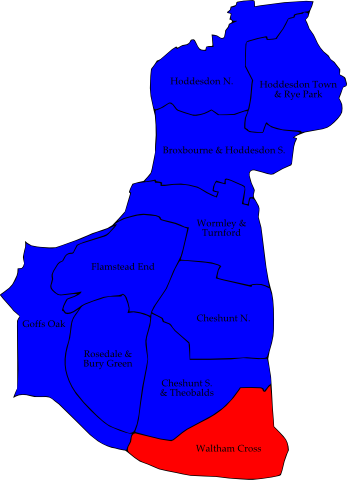 Hoddesdon N.
Hoddesdon Town
& Rye Park
Broxbourne & Hoddesdon S.
Wormley &
Turnford
Flamstead End
Goffs Oak
Cheshunt N.
Rosedale &
Bury Green
Cheshunt S.
& Theobalds
Waltham Cross